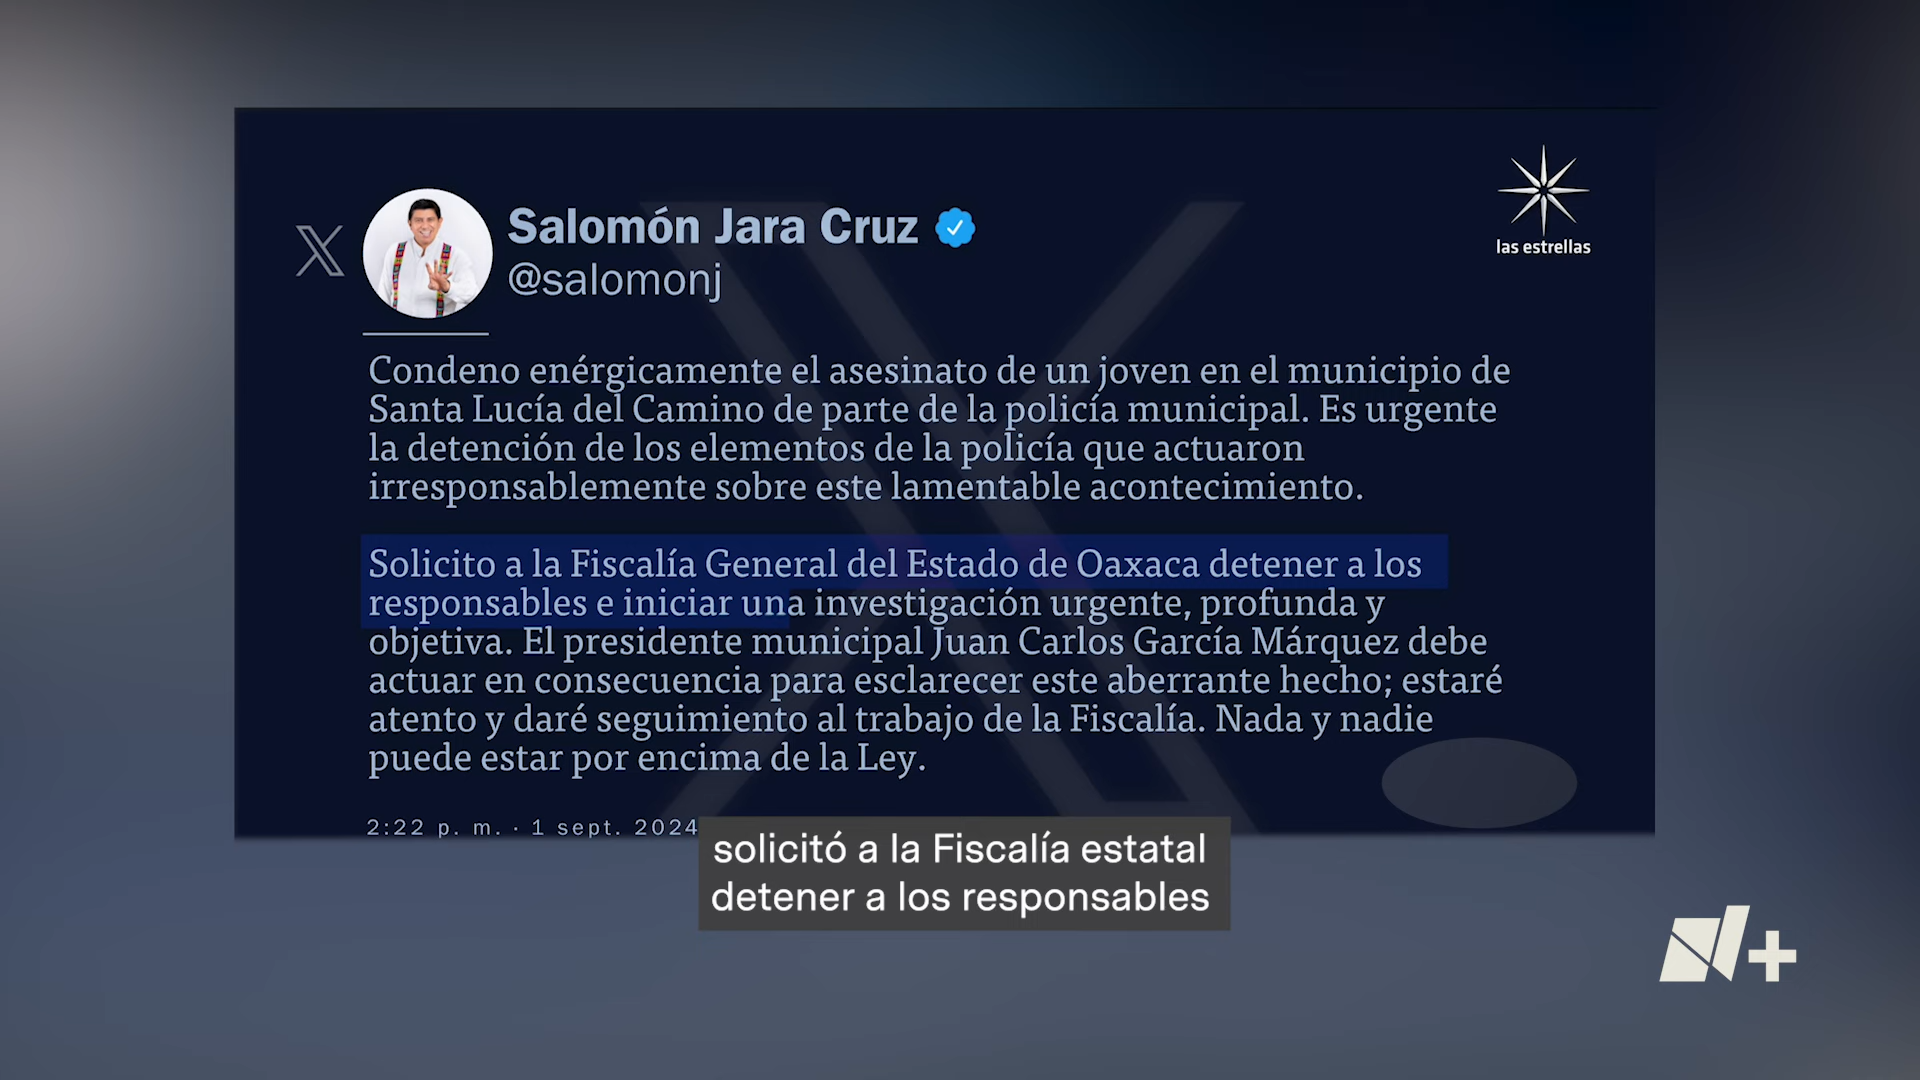 las estrellas
Salomón Jara Cruz
@salomonj
Condeno enérgicamente el asesinato de un joven en el municipio de
Santa Lucía del Camino de parte de la policía municipal. Es urgente
la detención de los elementos de la policía que actuaron
irresponsablemente sobre este lamentable acontecimiento.
Solicito a la Fiscalía General del Estado de Oaxaca detener a los
responsables e iniciar una investigación urgente, profunda y
objetiva. El presidente municipal Juan Carlos García Márquez debe
actuar en consecuencia para esclarecer este aberrante hecho; estaré
atento y daré seguimiento al trabajo de la Fiscalía. Nada y nadie
puede estar por encima de la Ley.
2:22 p. m. · 1 sept. 2024
solicitó a la Fiscalía estatal
detener a los responsables
N+